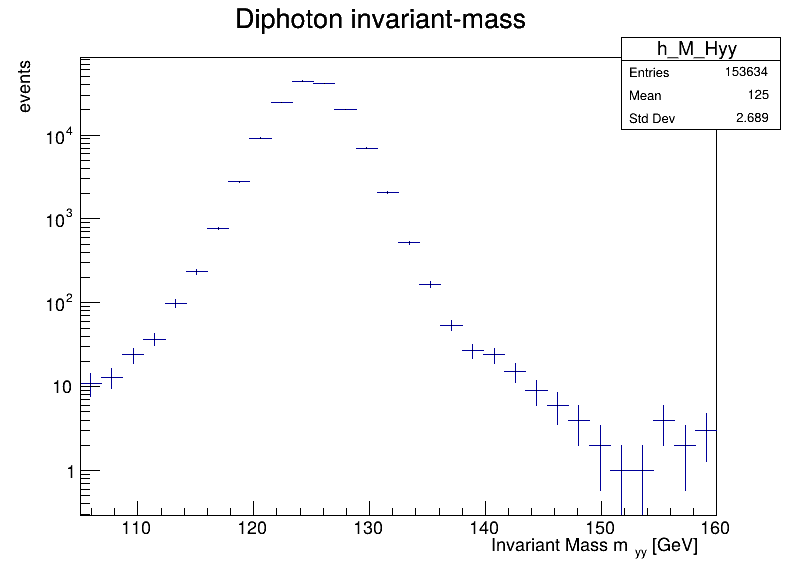 Diphoton invariant-mass
h_M_Hyy
Entries 153634
Mean 125
Std Dev 2.689
events
10^4
10^3
10^2
10
1
110 120 130 140 150 160
Invariant Mass m_yy [GeV]